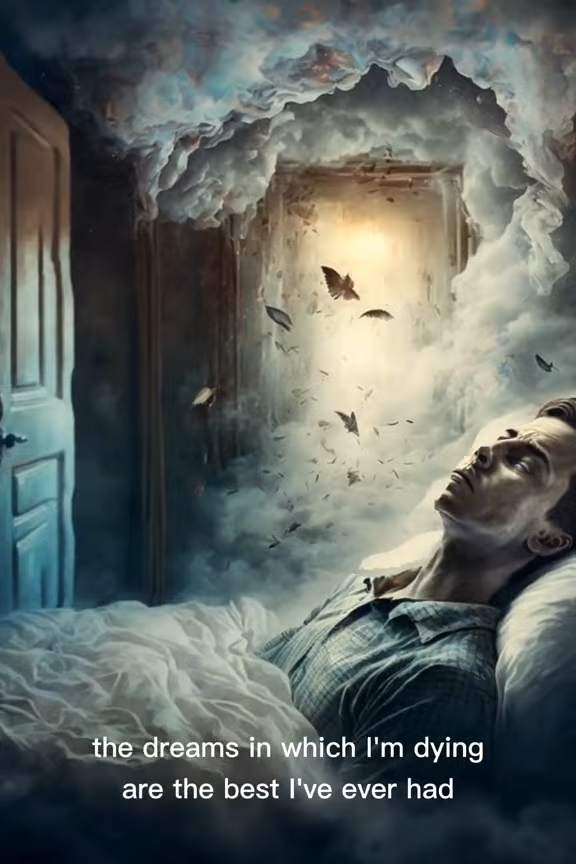 the dreams in which I'm dying
are the best I've ever had